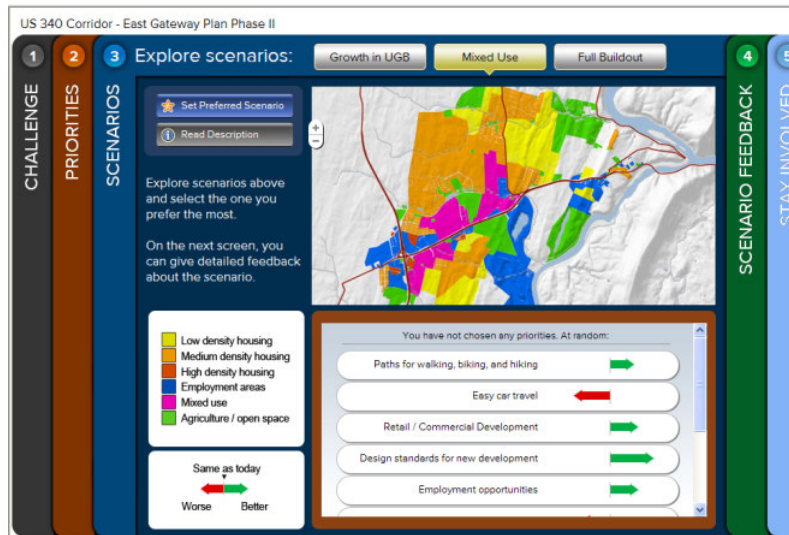 US 340 Corridor - East Gateway Plan Phase II
1
CHALLENGE
2
PRIORITIES
3
SCENARIOS
Explore scenarios:
Growth in UGB
Mixed Use
Full Buildout
Set Preferred Scenario
Read Description
Explore scenarios above
and select the one you
prefer the most.
On the next screen, you
can give detailed feedback
about the scenario.
+
−
Low density housing
Medium density housing
High density housing
Employment areas
Mixed use
Agriculture / open space
Same as today
Worse
Better
You have not chosen any priorities. At random:
Paths for walking, biking, and hiking
Easy car travel
Retail / Commercial Development
Design standards for new development
Employment opportunities
4
SCENARIO FEEDBACK
5
STAY INVOLVED